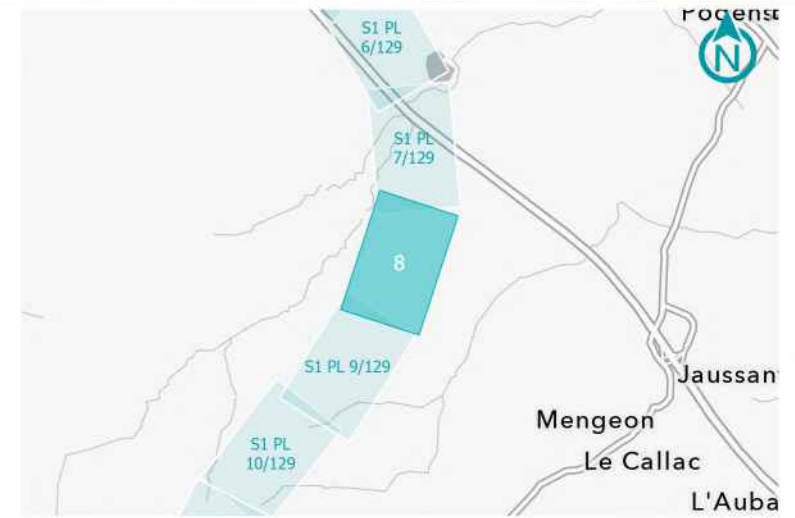 S1 PL
6/129
N
S1 PL
7/129
8
S1 PL 9/129
Jaussan
Mengeon
S1 PL
10/129
Le Callac
L'Auba